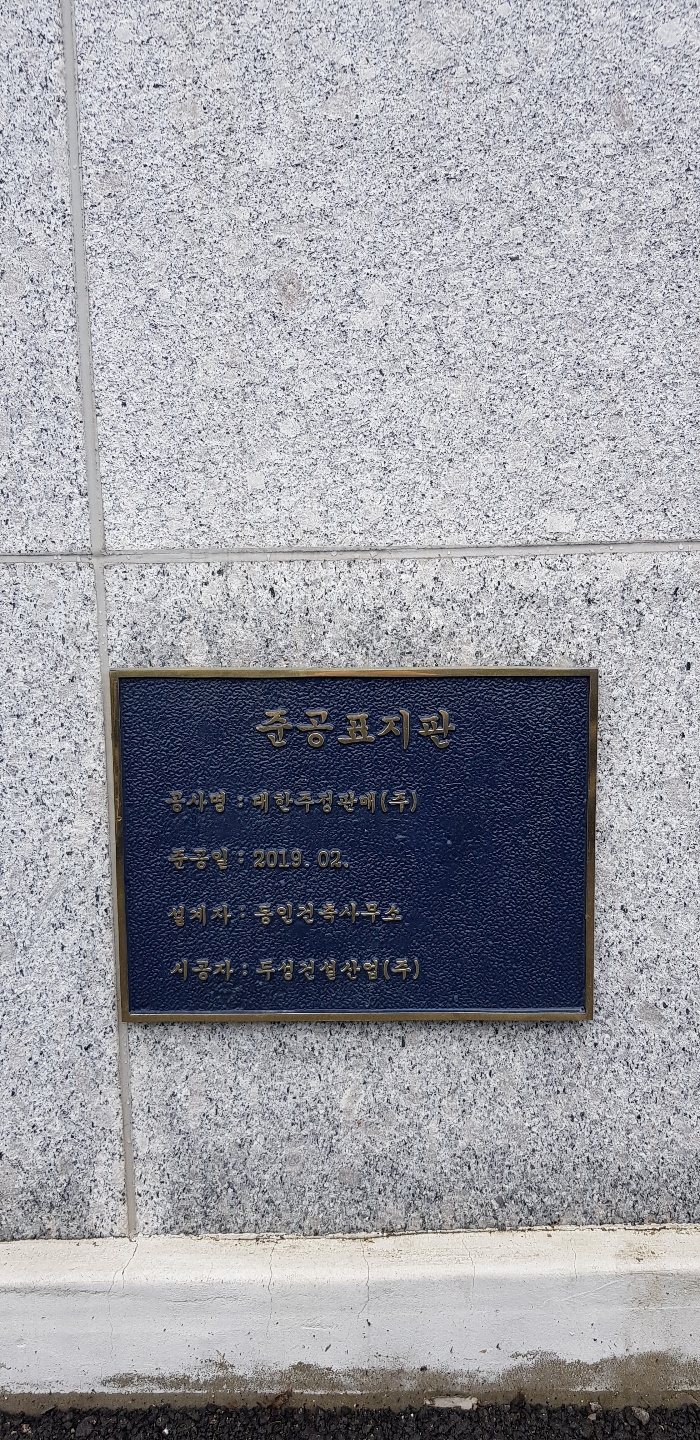 준공표지판
공사명 : 대한주정판매(주)
준공일 : 2019. 02.
설계자 : 동인건축사무소
시공자 : 두성건설산업(주)